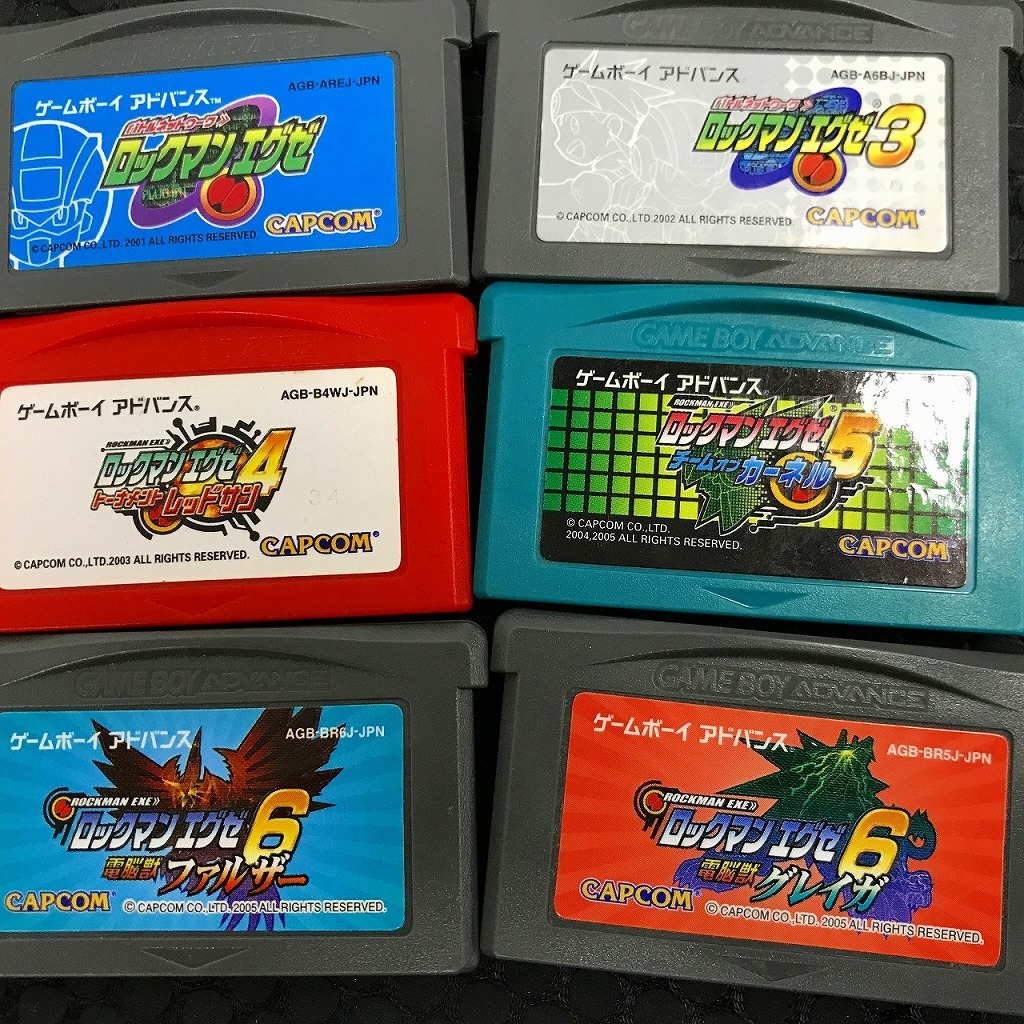 GAME BOY ADVANCE
AGB-AREJ-JPN
ゲームボーイ アドバンス™
バトルネットワーク
ロックマンエグゼ
CAPCOM®
© CAPCOM CO., LTD. 2001 ALL RIGHTS RESERVED.
GAME BOY ADVANCE
ゲームボーイ アドバンス
AGB-A6BJ-JPN
バトルネットワーク
ロックマンエグゼ®3
© CAPCOM CO., LTD. 2002 ALL RIGHTS RESERVED.
CAPCOM®
AGB-B4WJ-JPN
ゲームボーイ アドバンス®
ROCKMAN EXE
ロックマンエグゼ4
トーナメント レッドサン
34
CAPCOM®
© CAPCOM CO.,LTD.2003 ALL RIGHTS RESERVED.
GAME BOY ADVANCE
ゲームボーイ アドバンス
ROCKMAN EXE
ロックマンエグゼ®5
チームオブ カーネル
© CAPCOM CO., LTD.
2004,2005 ALL RIGHTS RESERVED.
CAPCOM®
GAME BOY ADVANCE
ゲームボーイ アドバンス
AGB-BR6J-JPN
ROCKMAN EXE
ロックマンエグゼ6
電脳獣 ファルザー
CAPCOM®
© CAPCOM CO., LTD. 2005 ALL RIGHTS RESERVED.
GAME BOY ADVANCE
ゲームボーイ アドバンス
AGB-BR5J-JPN
ROCKMAN EXE
ロックマンエグゼ6
電脳獣 グレイガ
CAPCOM®
© CAPCOM CO., LTD. 2005 ALL RIGHTS RESERVED.